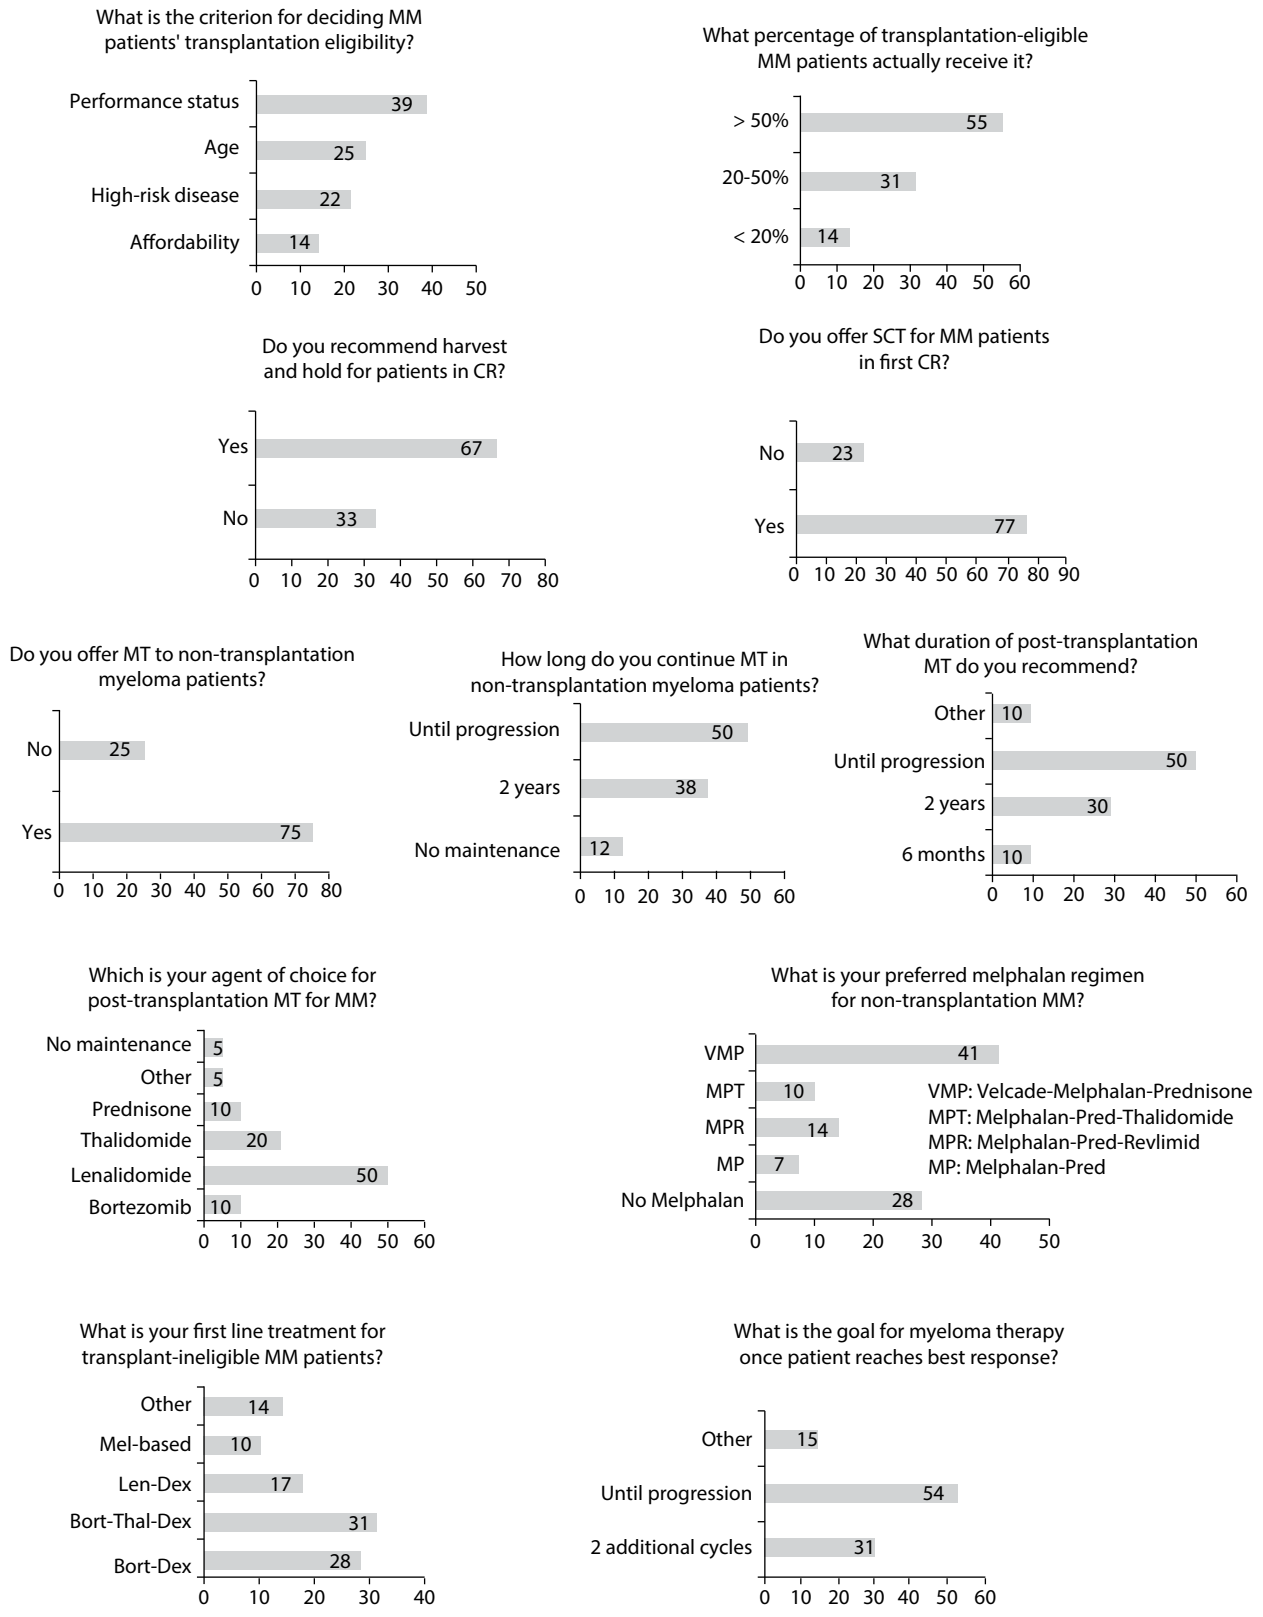 What is the criterion for deciding MM
patients' transplantation eligibility?
Performance status
39
Age
25
High-risk disease
22
Affordability
14
0 10 20 30 40 50
What percentage of transplantation-eligible
MM patients actually receive it?
> 50%
55
20-50%
31
< 20%
14
0 10 20 30 40 50 60
Do you recommend harvest
and hold for patients in CR?
Yes
67
No
33
0 10 20 30 40 50 60 70 80
Do you offer SCT for MM patients
in first CR?
No
23
Yes
77
0 10 20 30 40 50 60 70 80 90
Do you offer MT to non-transplantation
myeloma patients?
No
25
Yes
75
0 10 20 30 40 50 60 70 80
How long do you continue MT in
non-transplantation myeloma patients?
Until progression
50
2 years
38
No maintenance
12
0 10 20 30 40 50 60
What duration of post-transplantation
MT do you recommend?
Other
10
Until progression
50
2 years
30
6 months
10
0 10 20 30 40 50 60
Which is your agent of choice for
post-transplantation MT for MM?
No maintenance
5
Other
5
Prednisone
10
Thalidomide
20
Lenalidomide
50
Bortezomib
10
0 10 20 30 40 50 60
What is your preferred melphalan regimen
for non-transplantation MM?
VMP
41
MPT
10
MPR
14
MP
7
No Melphalan
28
0 10 20 30 40 50
VMP: Velcade-Melphalan-Prednisone
MPT: Melphalan-Pred-Thalidomide
MPR: Melphalan-Pred-Revlimid
MP: Melphalan-Pred
What is your first line treatment for
transplant-ineligible MM patients?
Other
14
Mel-based
10
Len-Dex
17
Bort-Thal-Dex
31
Bort-Dex
28
0 10 20 30 40
What is the goal for myeloma therapy
once patient reaches best response?
Other
15
Until progression
54
2 additional cycles
31
0 10 20 30 40 50 60